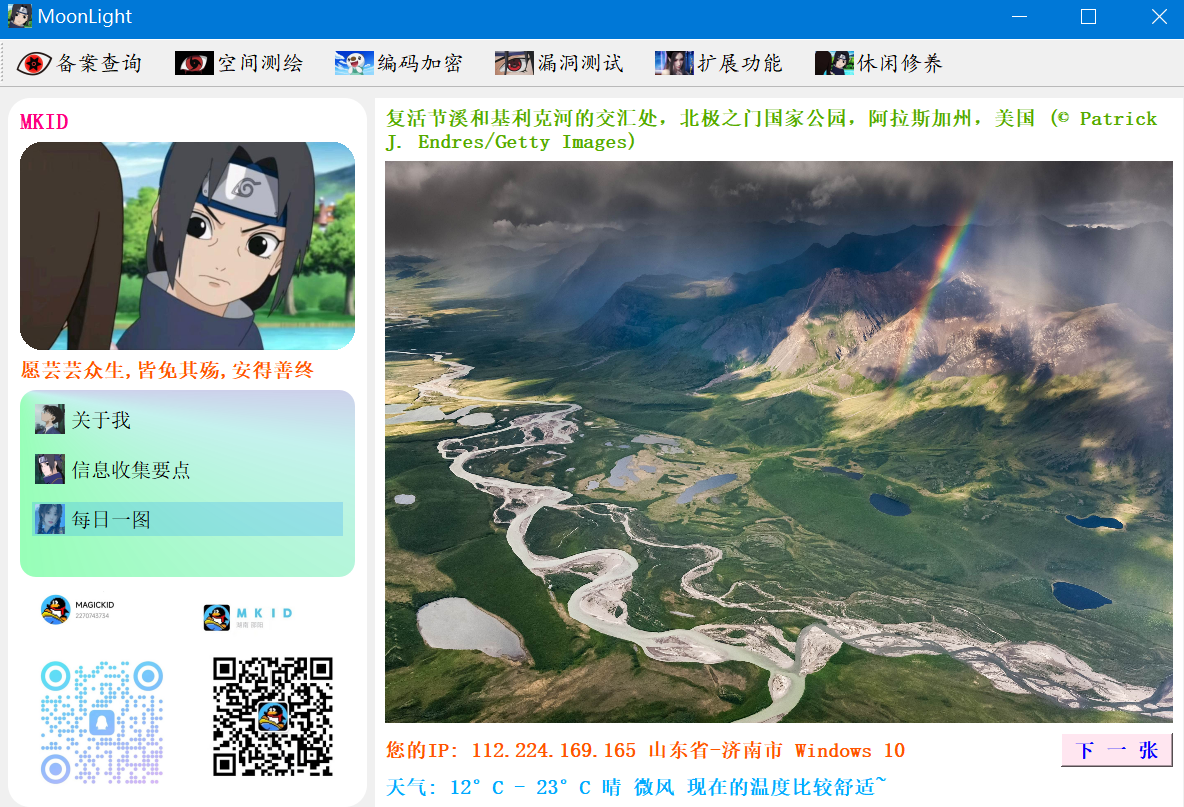 MoonLight
备案查询
空间测绘
编码加密
漏洞测试
扩展功能
休闲修养
MKID
愿芸芸众生,皆免其殇,安得善终
关于我
信息收集要点
每日一图
MAGICKID
2270743734
MKID
湖南 邵阳
复活节溪和基利克河的交汇处，北极之门国家公园，阿拉斯加州，美国 (© Patrick
J. Endres/Getty Images)
您的IP: 112.224.169.165 山东省-济南市 Windows 10
下一张
天气: 12°C - 23°C 晴 微风 现在的温度比较舒适~